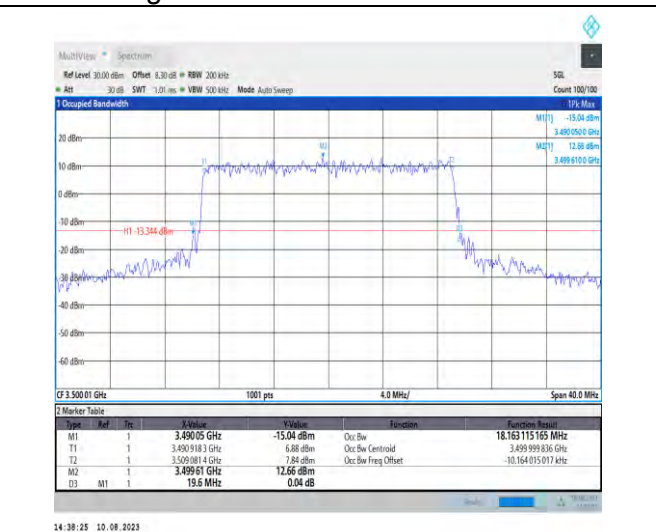 MultiView Spectrum
Ref Level 30.00 dBm Offset 8.30 dB RBW 200 kHz SGL
Att 30 dB SWT 1.01 ms VBW 500 kHz Mode Auto Sweep Count 100/100
1 Occupied Bandwidth 1Pk Max
M1[1] -15.04 dBm
3.4900500 GHz
20 dBm M2[1] 12.66 dBm
3.4996100 GHz
M2
T1 T2
10 dBm
0 dBm
-10 dBm
H1 -13.344 dBm
-20 dBm
-30 dBm
-40 dBm
-50 dBm
-60 dBm
CF 3.500 01 GHz 1001 pts 4.0 MHz/ Span 40.0 MHz
2 Marker Table
Type Ref Trc X-Value Y-Value Function Function Result
M1 1 3.490 05 GHz -15.04 dBm Occ Bw 18.163 115 165 MHz
T1 1 3.490 918 3 GHz 6.88 dBm Occ Bw Centroid 3.499 999 836 GHz
T2 1 3.509 081 4 GHz 7.84 dBm Occ Bw Freq Offset -10.164 015 017 kHz
M2 1 3.499 61 GHz 12.66 dBm
D3 M1 1 19.6 MHz 0.04 dB
14:38:25 10.08.2023